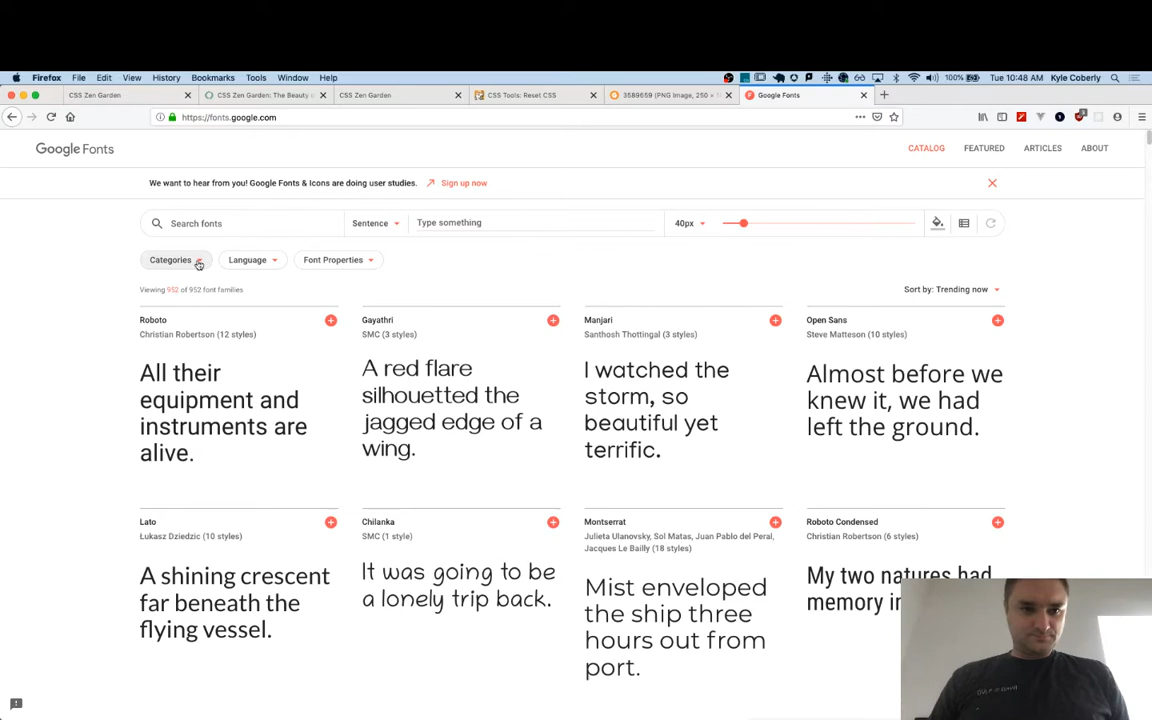 Firefox File Edit View History Bookmarks Tools Window Help 100% Tue 10:48 AM Kyle Coberly
CSS Zen Garden CSS Zen Garden: The Beauty CSS Zen Garden CSS Tools: Reset CSS 3589659 (PNG Image, 250 × Google Fonts
https://fonts.google.com
Google Fonts CATALOG FEATURED ARTICLES ABOUT
We want to hear from you! Google Fonts & Icons are doing user studies. Sign up now
Search fonts Sentence Type something 40px
Categories Language Font Properties
Viewing 952 of 952 font families Sort by: Trending now
Roboto
Christian Robertson (12 styles)
All their
equipment and
instruments are
alive.
Gayathri
SMC (3 styles)
A red flare
silhouetted the
jagged edge of a
wing.
Manjari
Santhosh Thottingal (3 styles)
I watched the
storm, so
beautiful yet
terrific.
Open Sans
Steve Matteson (10 styles)
Almost before we
knew it, we had
left the ground.
Lato
Łukasz Dziedzic (10 styles)
A shining crescent
far beneath the
flying vessel.
Chilanka
SMC (1 style)
It was going to be
a lonely trip back.
Montserrat
Julieta Ulanovsky, Sol Matas, Juan Pablo del Peral,
Jacques Le Bailly (18 styles)
Mist enveloped
the ship three
hours out from
port.
Roboto Condensed
Christian Robertson (6 styles)
My two natures had
memory in